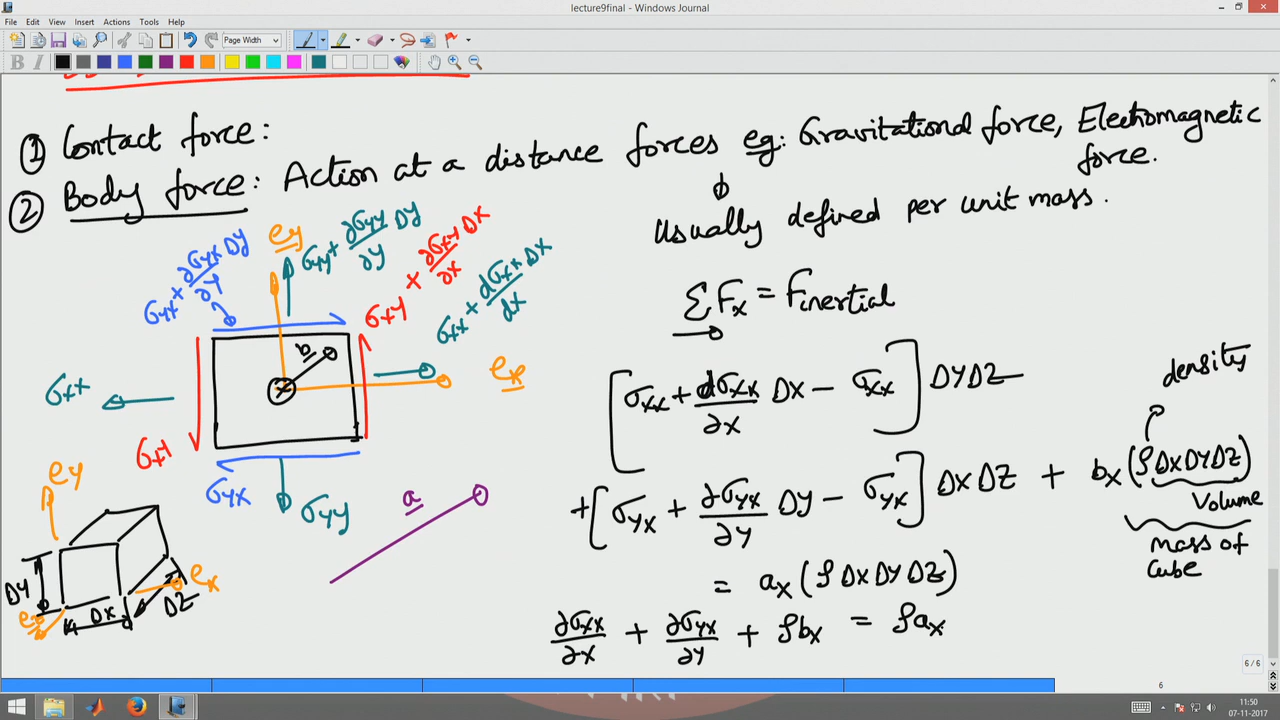 lecture9final - Windows Journal
File Edit View Insert Actions Tools Help
Page Width
B I
① Contact force:
② Body force: Action at a distance forces eg: Gravitational force, Electromagnetic force.
Usually defined per unit mass.
σyx + ∂σyx/∂y Δy
ey
σyy + ∂σyy/∂y Δy
σxy + ∂σxy/∂x Δx
σxx + dσxx/dx Δx
b
ex
σxx
σxy
σyx
σyy
a
ey
Δy
Δx
Δz
ex
ez
Σ Fx = Finertial
[σxx + dσxx/∂x Δx - σxx] ΔyΔz
density
+[σyx + ∂σyx/∂y Δy - σyx] ΔxΔz + bx (ρΔxΔyΔz)
Volume
Mass of Cube
= ax (ρΔxΔyΔz)
∂σxx/∂x + ∂σyx/∂y + ρbx = ρax
6/6
6
11:50
07-11-2017